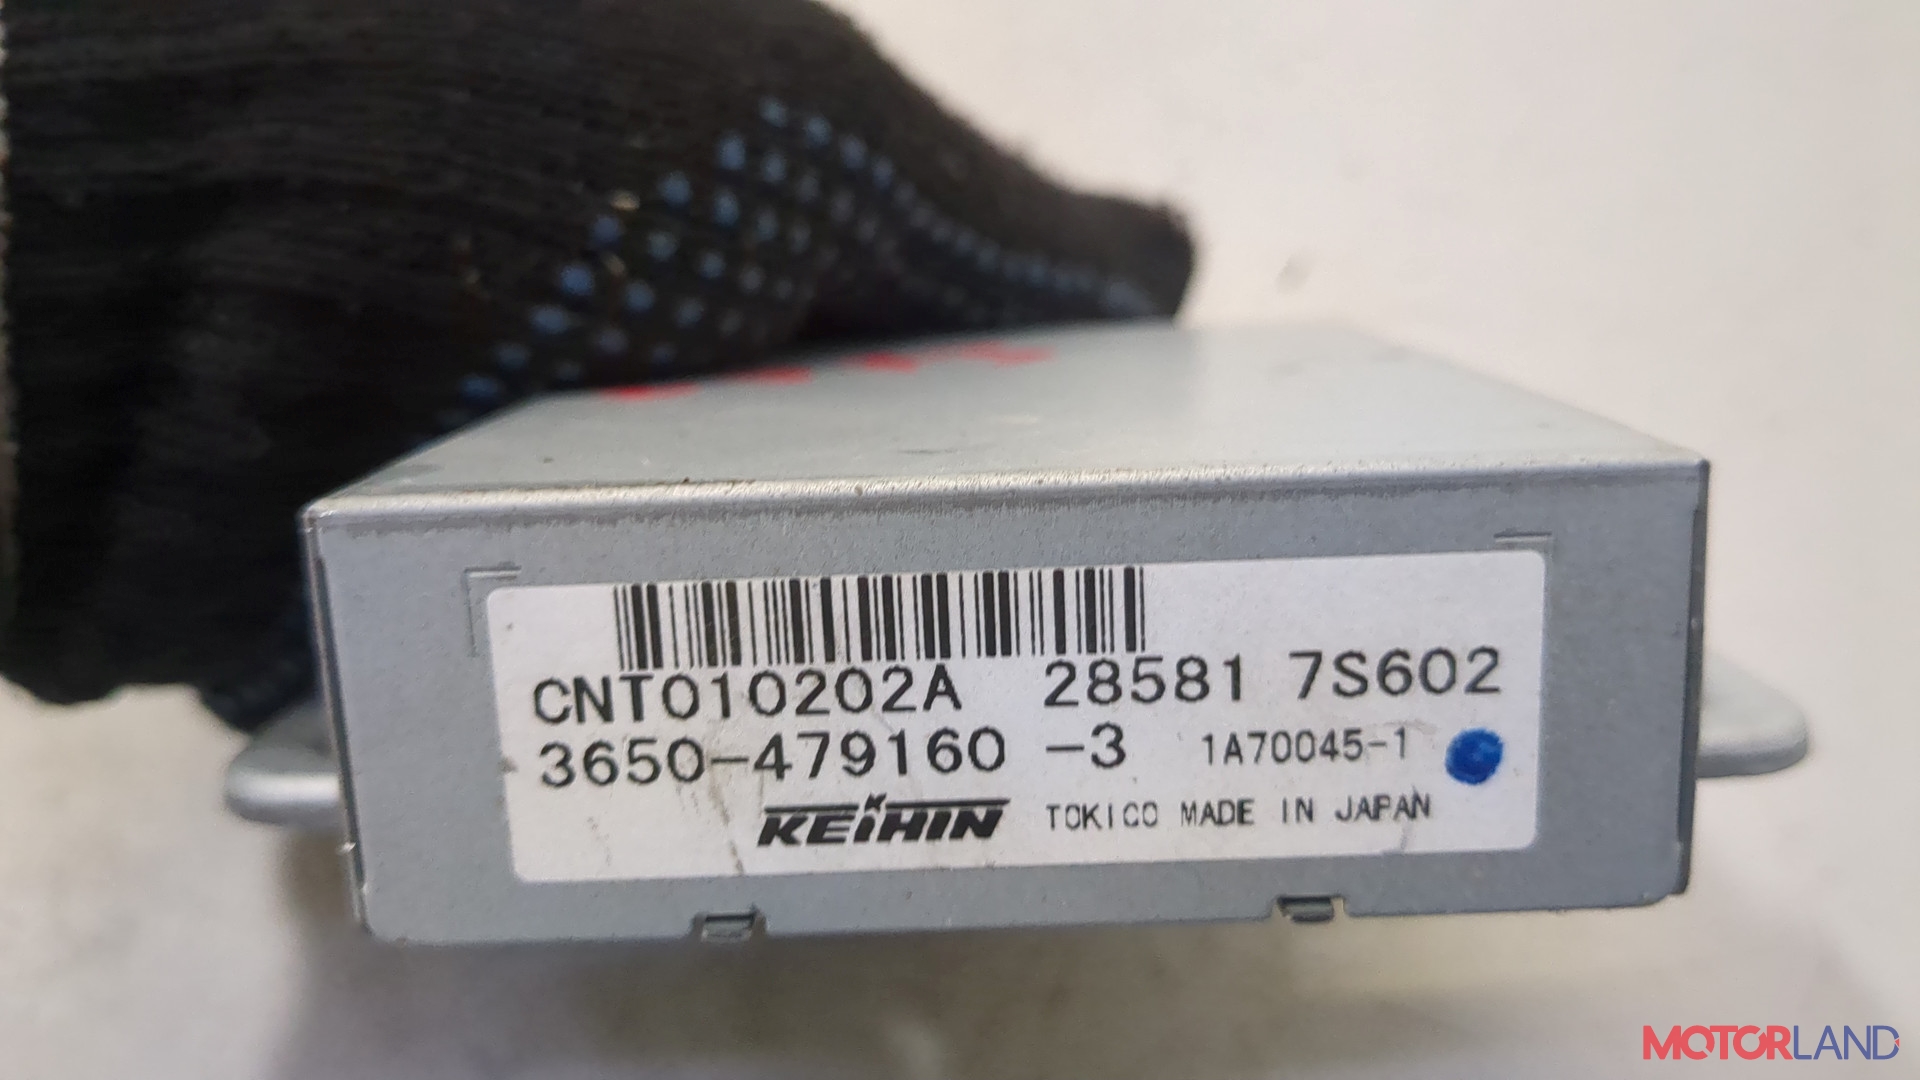 CNT010202A 28581 7S602
3650-479160 -3 1A70045-1
KEIHIN TOKICO MADE IN JAPAN
MOTORLAND